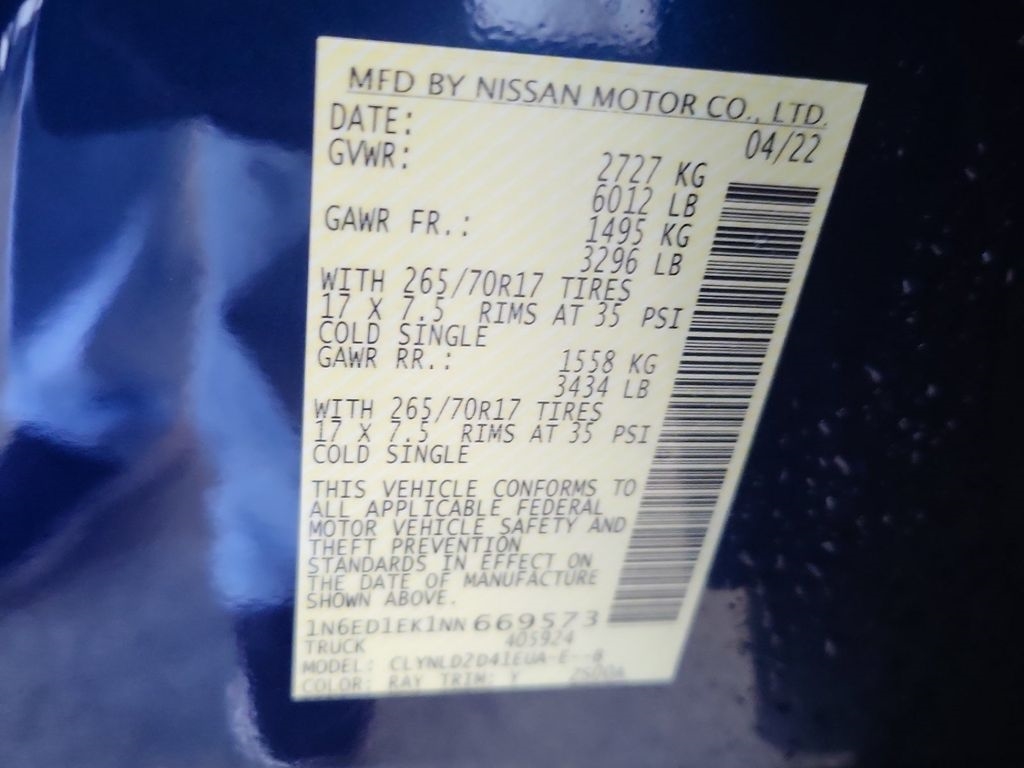 MFD BY NISSAN MOTOR CO., LTD.
DATE: 04/22
GVWR: 2727 KG
6012 LB
GAWR FR.: 1495 KG
3296 LB
WITH 265/70R17 TIRES
17 X 7.5 RIMS AT 35 PSI
COLD SINGLE
GAWR RR.: 1558 KG
3434 LB
WITH 265/70R17 TIRES
17 X 7.5 RIMS AT 35 PSI
COLD SINGLE
THIS VEHICLE CONFORMS TO
ALL APPLICABLE FEDERAL
MOTOR VEHICLE SAFETY AND
THEFT PREVENTION
STANDARDS IN EFFECT ON
THE DATE OF MANUFACTURE
SHOWN ABOVE.
1N6ED1EK1NN669573
TRUCK 405924
MODEL:
COLOR: RAY TRIM: Y